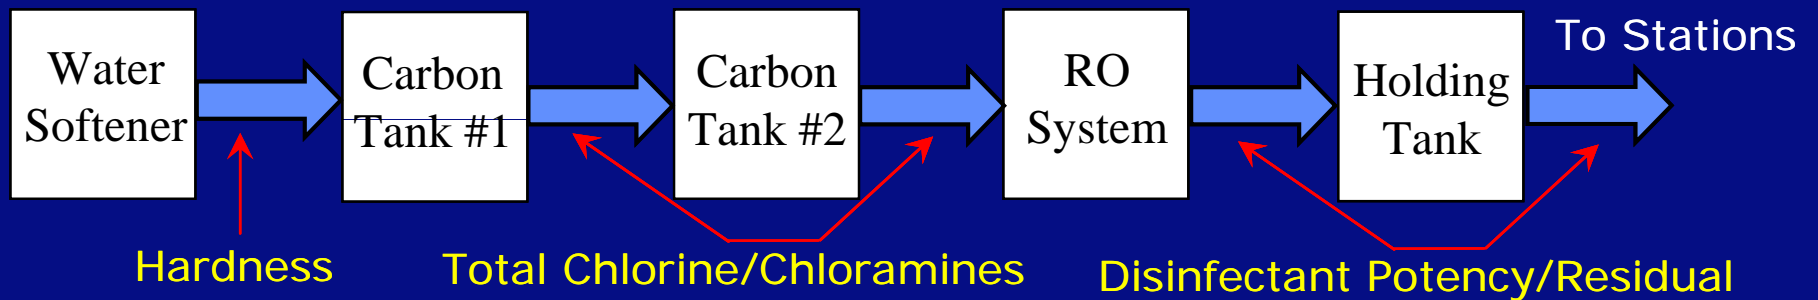 Water
Softener
Carbon
Tank #1
Carbon
Tank #2
RO
System
Holding
Tank
To Stations
Hardness
Total Chlorine/Chloramines
Disinfectant Potency/Residual